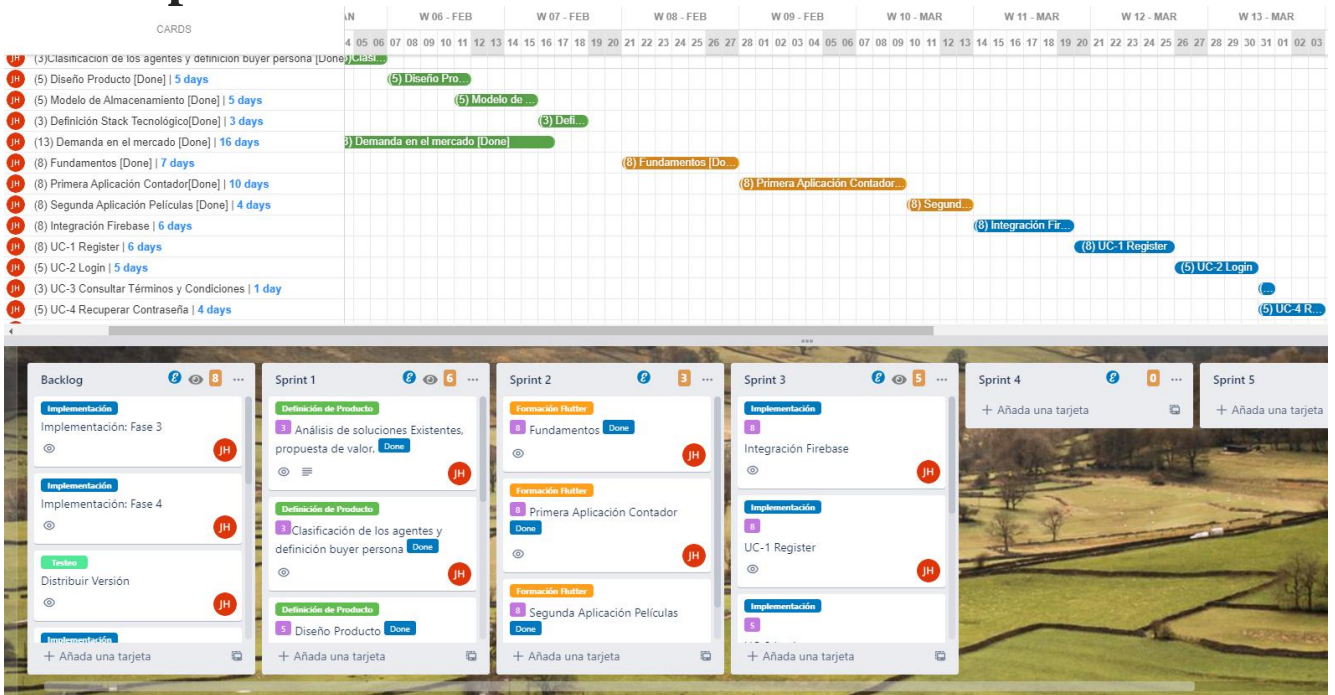 CARDS
AN W 06 - FEB W 07 - FEB W 08 - FEB W 09 - FEB W 10 - MAR W 11 - MAR W 12 - MAR W 13 - MAR
4 05 06 07 08 09 10 11 12 13 14 15 16 17 18 19 20 21 22 23 24 25 26 27 28 01 02 03 04 05 06 07 08 09 10 11 12 13 14 15 16 17 18 19 20 21 22 23 24 25 26 27 28 29 30 31 01 02 03
JH (3)Clasificación de los agentes y definición buyer persona [Done )Clasi...
JH (5) Diseño Producto [Done] | 5 days (5) Diseño Pro...
JH (5) Modelo de Almacenamiento [Done] | 5 days (5) Modelo de ...
JH (3) Definición Stack Tecnológico[Done] | 3 days (3) Defi...
JH (13) Demanda en el mercado [Done] | 16 days 3) Demanda en el mercado [Done]
JH (8) Fundamentos [Done] | 7 days (8) Fundamentos [Do...
JH (8) Primera Aplicación Contador[Done] | 10 days (8) Primera Aplicación Contador...
JH (8) Segunda Aplicación Películas [Done] | 4 days (8) Segund...
JH (8) Integración Firebase | 6 days (8) Integración Fir...
JH (8) UC-1 Register | 6 days (8) UC-1 Register
JH (5) UC-2 Login | 5 days (5) UC-2 Login
JH (3) UC-3 Consultar Términos y Condiciones | 1 day (...
JH (5) UC-4 Recuperar Contraseña | 4 days (5) UC-4 R...
Backlog 8 ...
Implementación
Implementación: Fase 3
JH
Implementación
Implementación: Fase 4
JH
Testeo
Distribuir Versión
JH
Implementación
+ Añada una tarjeta
Sprint 1 6 ...
Definición de Producto
3 Análisis de soluciones Existentes,
propuesta de valor. Done
JH
Definición de Producto
3 Clasificación de los agentes y
definición buyer persona Done
JH
Definición de Producto
5 Diseño Producto Done
+ Añada una tarjeta
Sprint 2 3 ...
Formación Flutter
8 Fundamentos Done
JH
Formación Flutter
8 Primera Aplicación Contador
Done
JH
Formación Flutter
8 Segunda Aplicación Películas
Done
+ Añada una tarjeta
Sprint 3 5 ...
Implementación
8
Integración Firebase
JH
Implementación
8
UC-1 Register
JH
Implementación
5
+ Añada una tarjeta
Sprint 4 0 ...
+ Añada una tarjeta
Sprint 5
+ Añada una tarjeta